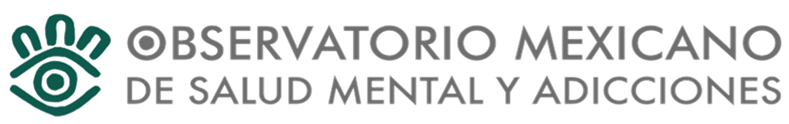 OBSERVATORIO MEXICANO
DE SALUD MENTAL Y ADICCIONES